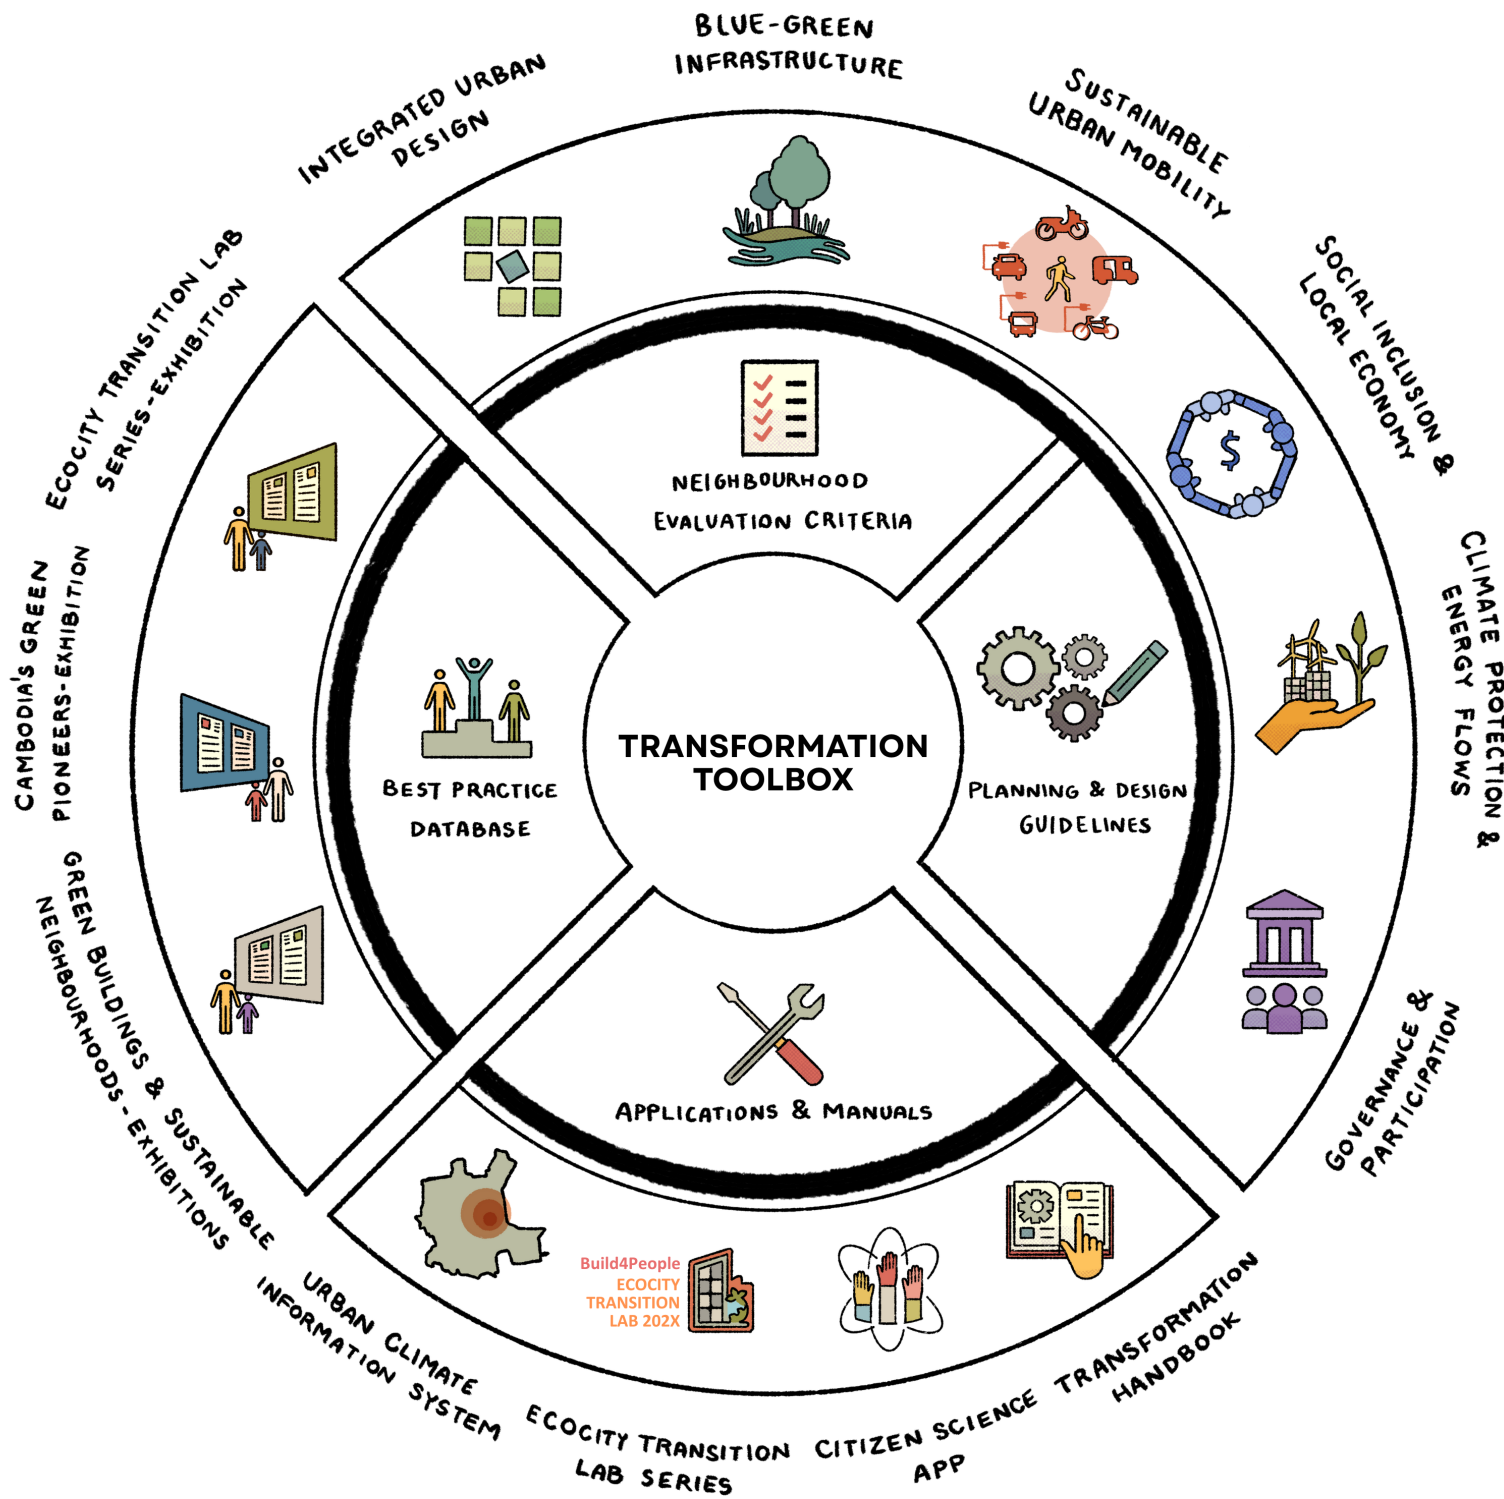 BLUE-GREEN
INFRASTRUCTURE
SUSTAINABLE
URBAN MOBILITY
SOCIAL INCLUSION &
LOCAL ECONOMY
CLIMATE PROTECTION &
ENERGY FLOWS
GOVERNANCE &
PARTICIPATION
TRANSFORMATION
HANDBOOK
CITIZEN SCIENCE
APP
ECOCITY TRANSITION
LAB SERIES
URBAN CLIMATE
INFORMATION SYSTEM
GREEN BUILDINGS & SUSTAINABLE
NEIGHBOURHOODS-EXHIBITIONS
CAMBODIA'S GREEN
PIONEERS-EXHIBITION
ECOCITY TRANSITION LAB
SERIES-EXHIBITION
INTEGRATED URBAN
DESIGN
$
NEIGHBOURHOOD
EVALUATION CRITERIA
PLANNING & DESIGN
GUIDELINES
APPLICATIONS & MANUALS
BEST PRACTICE
DATABASE
TRANSFORMATION
TOOLBOX
Build4People
ECOCITY
TRANSITION
LAB 202X